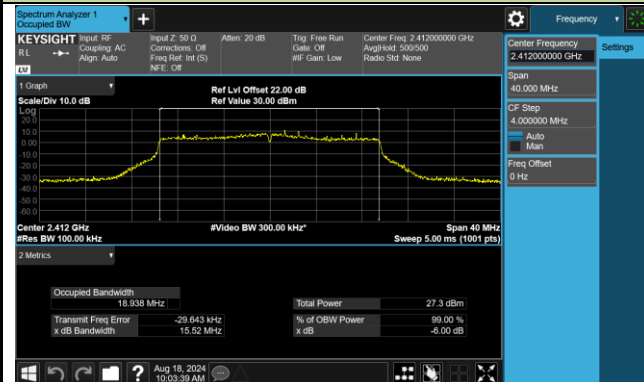 Spectrum Analyzer 1
Occupied BW
+
Frequency
KEYSIGHT
RL
LXI
Input: RF
Coupling: AC
Align: Auto
Input Z: 50 Ω
Corrections: Off
Freq Ref: Int (S)
NFE: Off
Atten: 20 dB
Trig: Free Run
Gate: Off
#IF Gain: Low
Center Freq: 2.412000000 GHz
Avg|Hold: 500/500
Radio Std: None
Center Frequency
2.412000000 GHz
Settings
Span
40.000 MHz
CF Step
4.000000 MHz
Auto
Man
Freq Offset
0 Hz
1 Graph
Scale/Div 10.0 dB
Ref Lvl Offset 22.00 dB
Ref Value 30.00 dBm
Log
20.0
10.0
0.00
-10.0
-20.0
-30.0
-40.0
-50.0
-60.0
Center 2.412 GHz
#Video BW 300.00 kHz*
Span 40 MHz
#Res BW 100.00 kHz
Sweep 5.00 ms (1001 pts)
2 Metrics
Occupied Bandwidth
18.938 MHz
Total Power 27.3 dBm
Transmit Freq Error -29.643 kHz
% of OBW Power 99.00 %
x dB Bandwidth 15.52 MHz
x dB -6.00 dB
?
Aug 18, 2024
10:03:39 AM